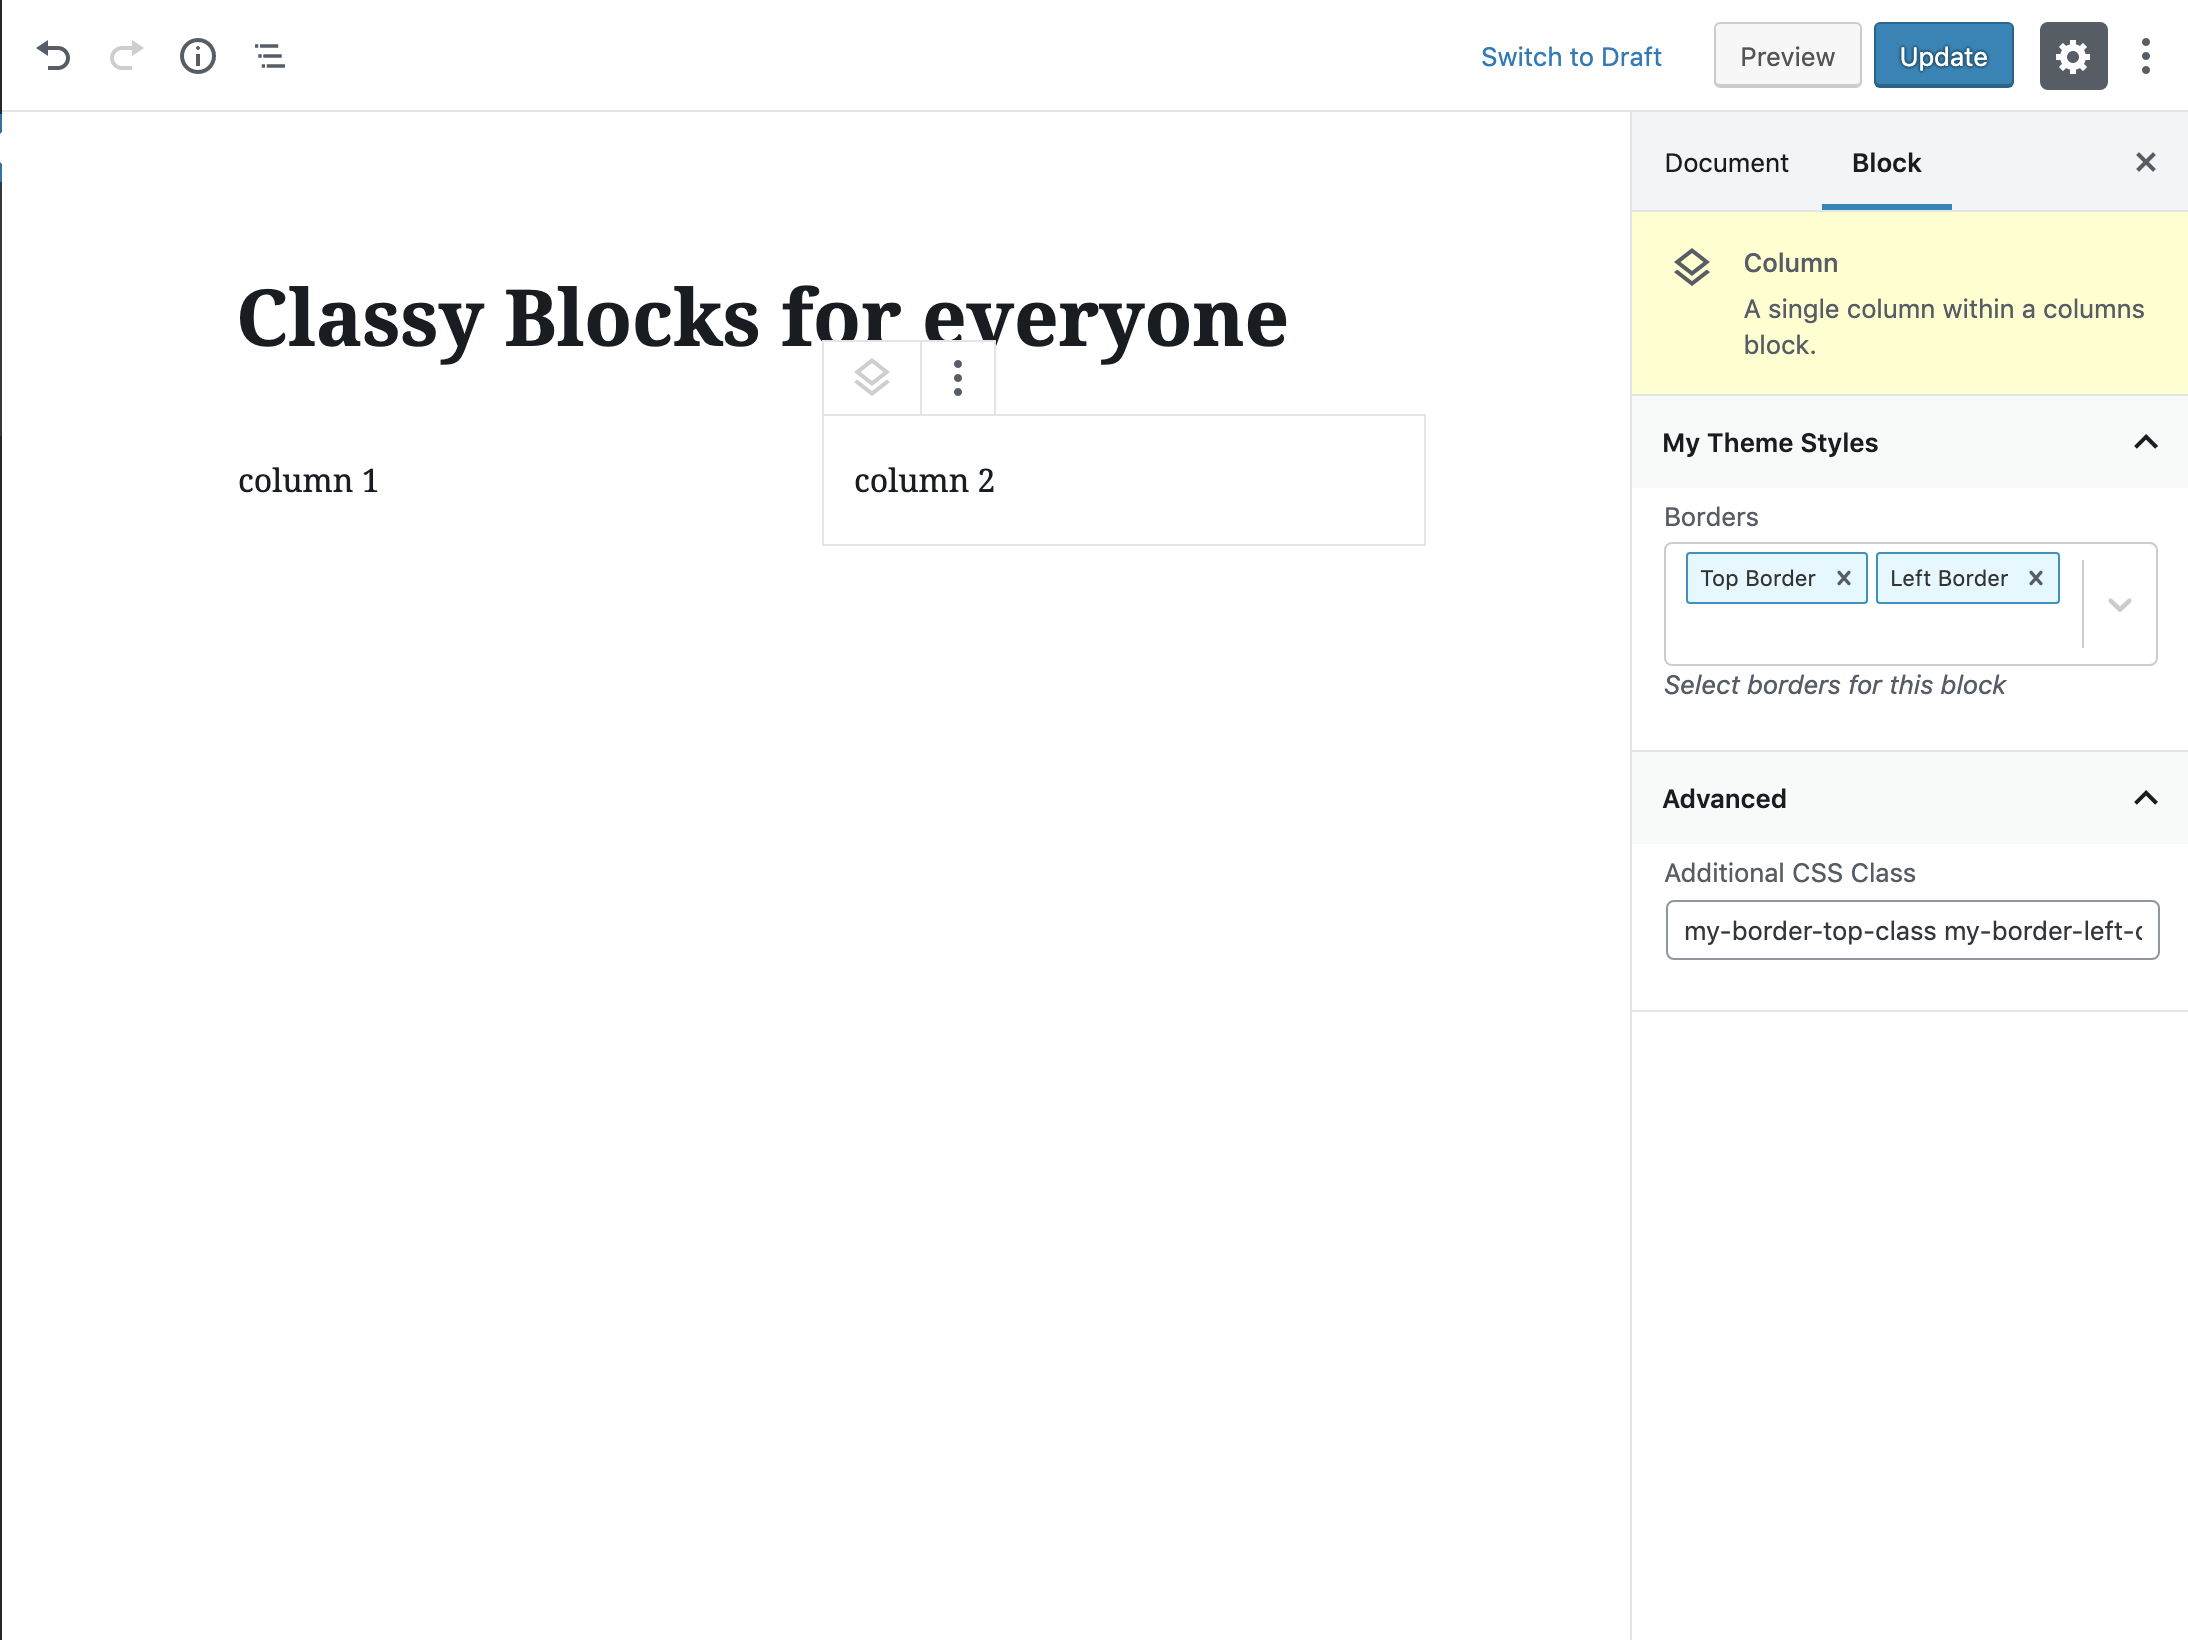 Switch to Draft
Preview
Update
Document
Block
Classy Blocks for everyone
column 1
column 2
Column
A single column within a columns
block.
My Theme Styles
Borders
Top Border
Left Border
Select borders for this block
Advanced
Additional CSS Class
my-border-top-class my-border-left-c